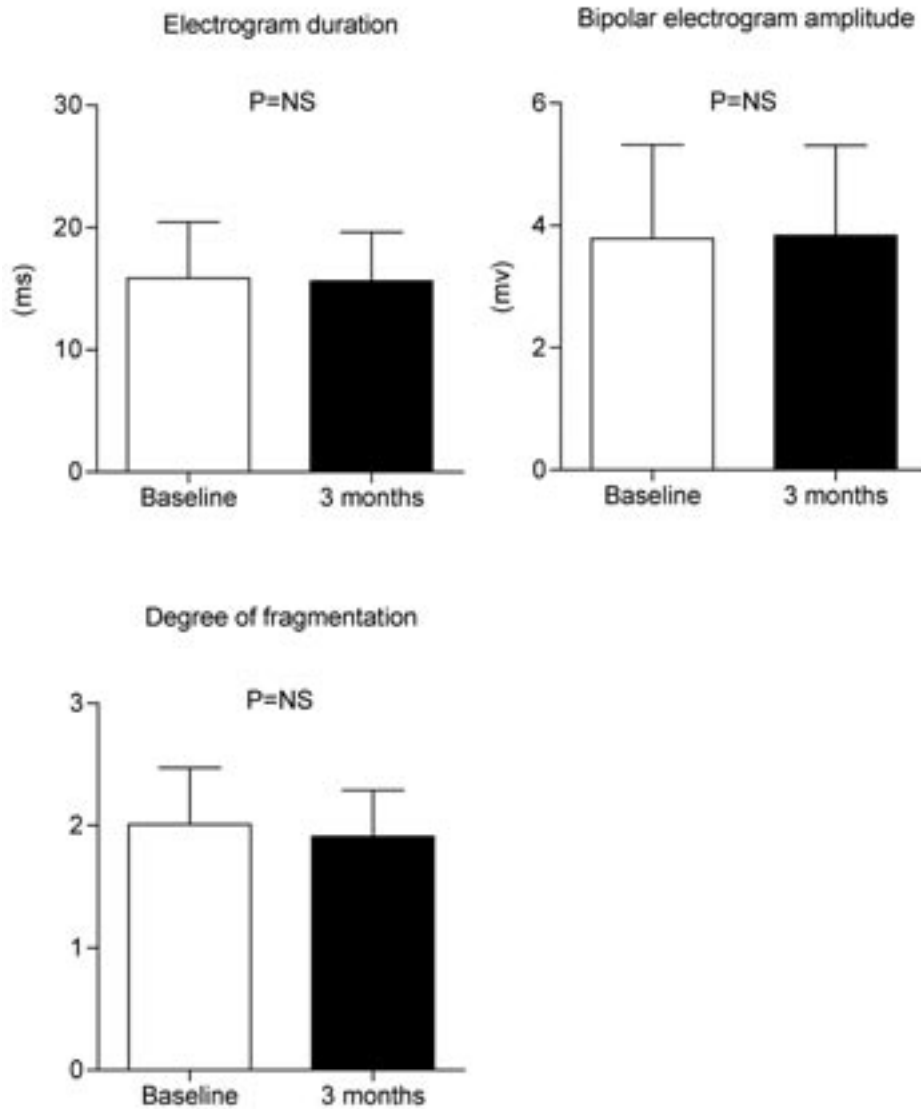 Electrogram duration
P=NS
30
20
10
0
(ms)
Baseline 3 months
Bipolar electrogram amplitude
P=NS
6
4
2
0
(mv)
Baseline 3 months
Degree of fragmentation
P=NS
3
2
1
0
Baseline 3 months